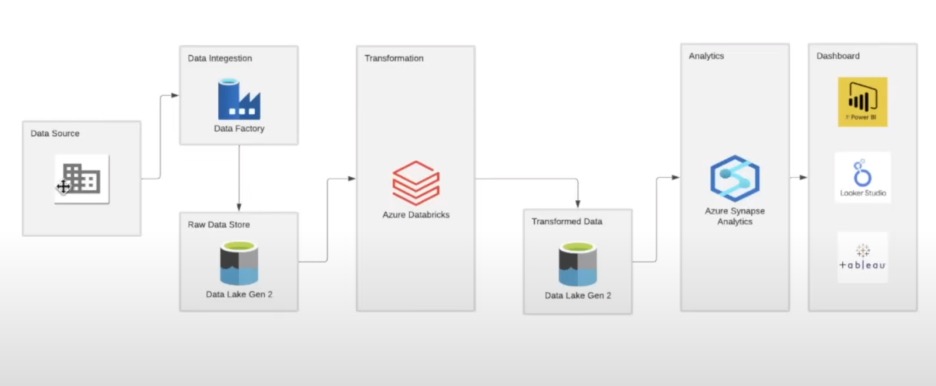 Data Source
Data Integestion
Data Factory
Raw Data Store
Data Lake Gen 2
Transformation
Azure Databricks
Transformed Data
Data Lake Gen 2
Analytics
Azure Synapse
Analytics
Dashboard
Power BI
Looker Studio
+ableau